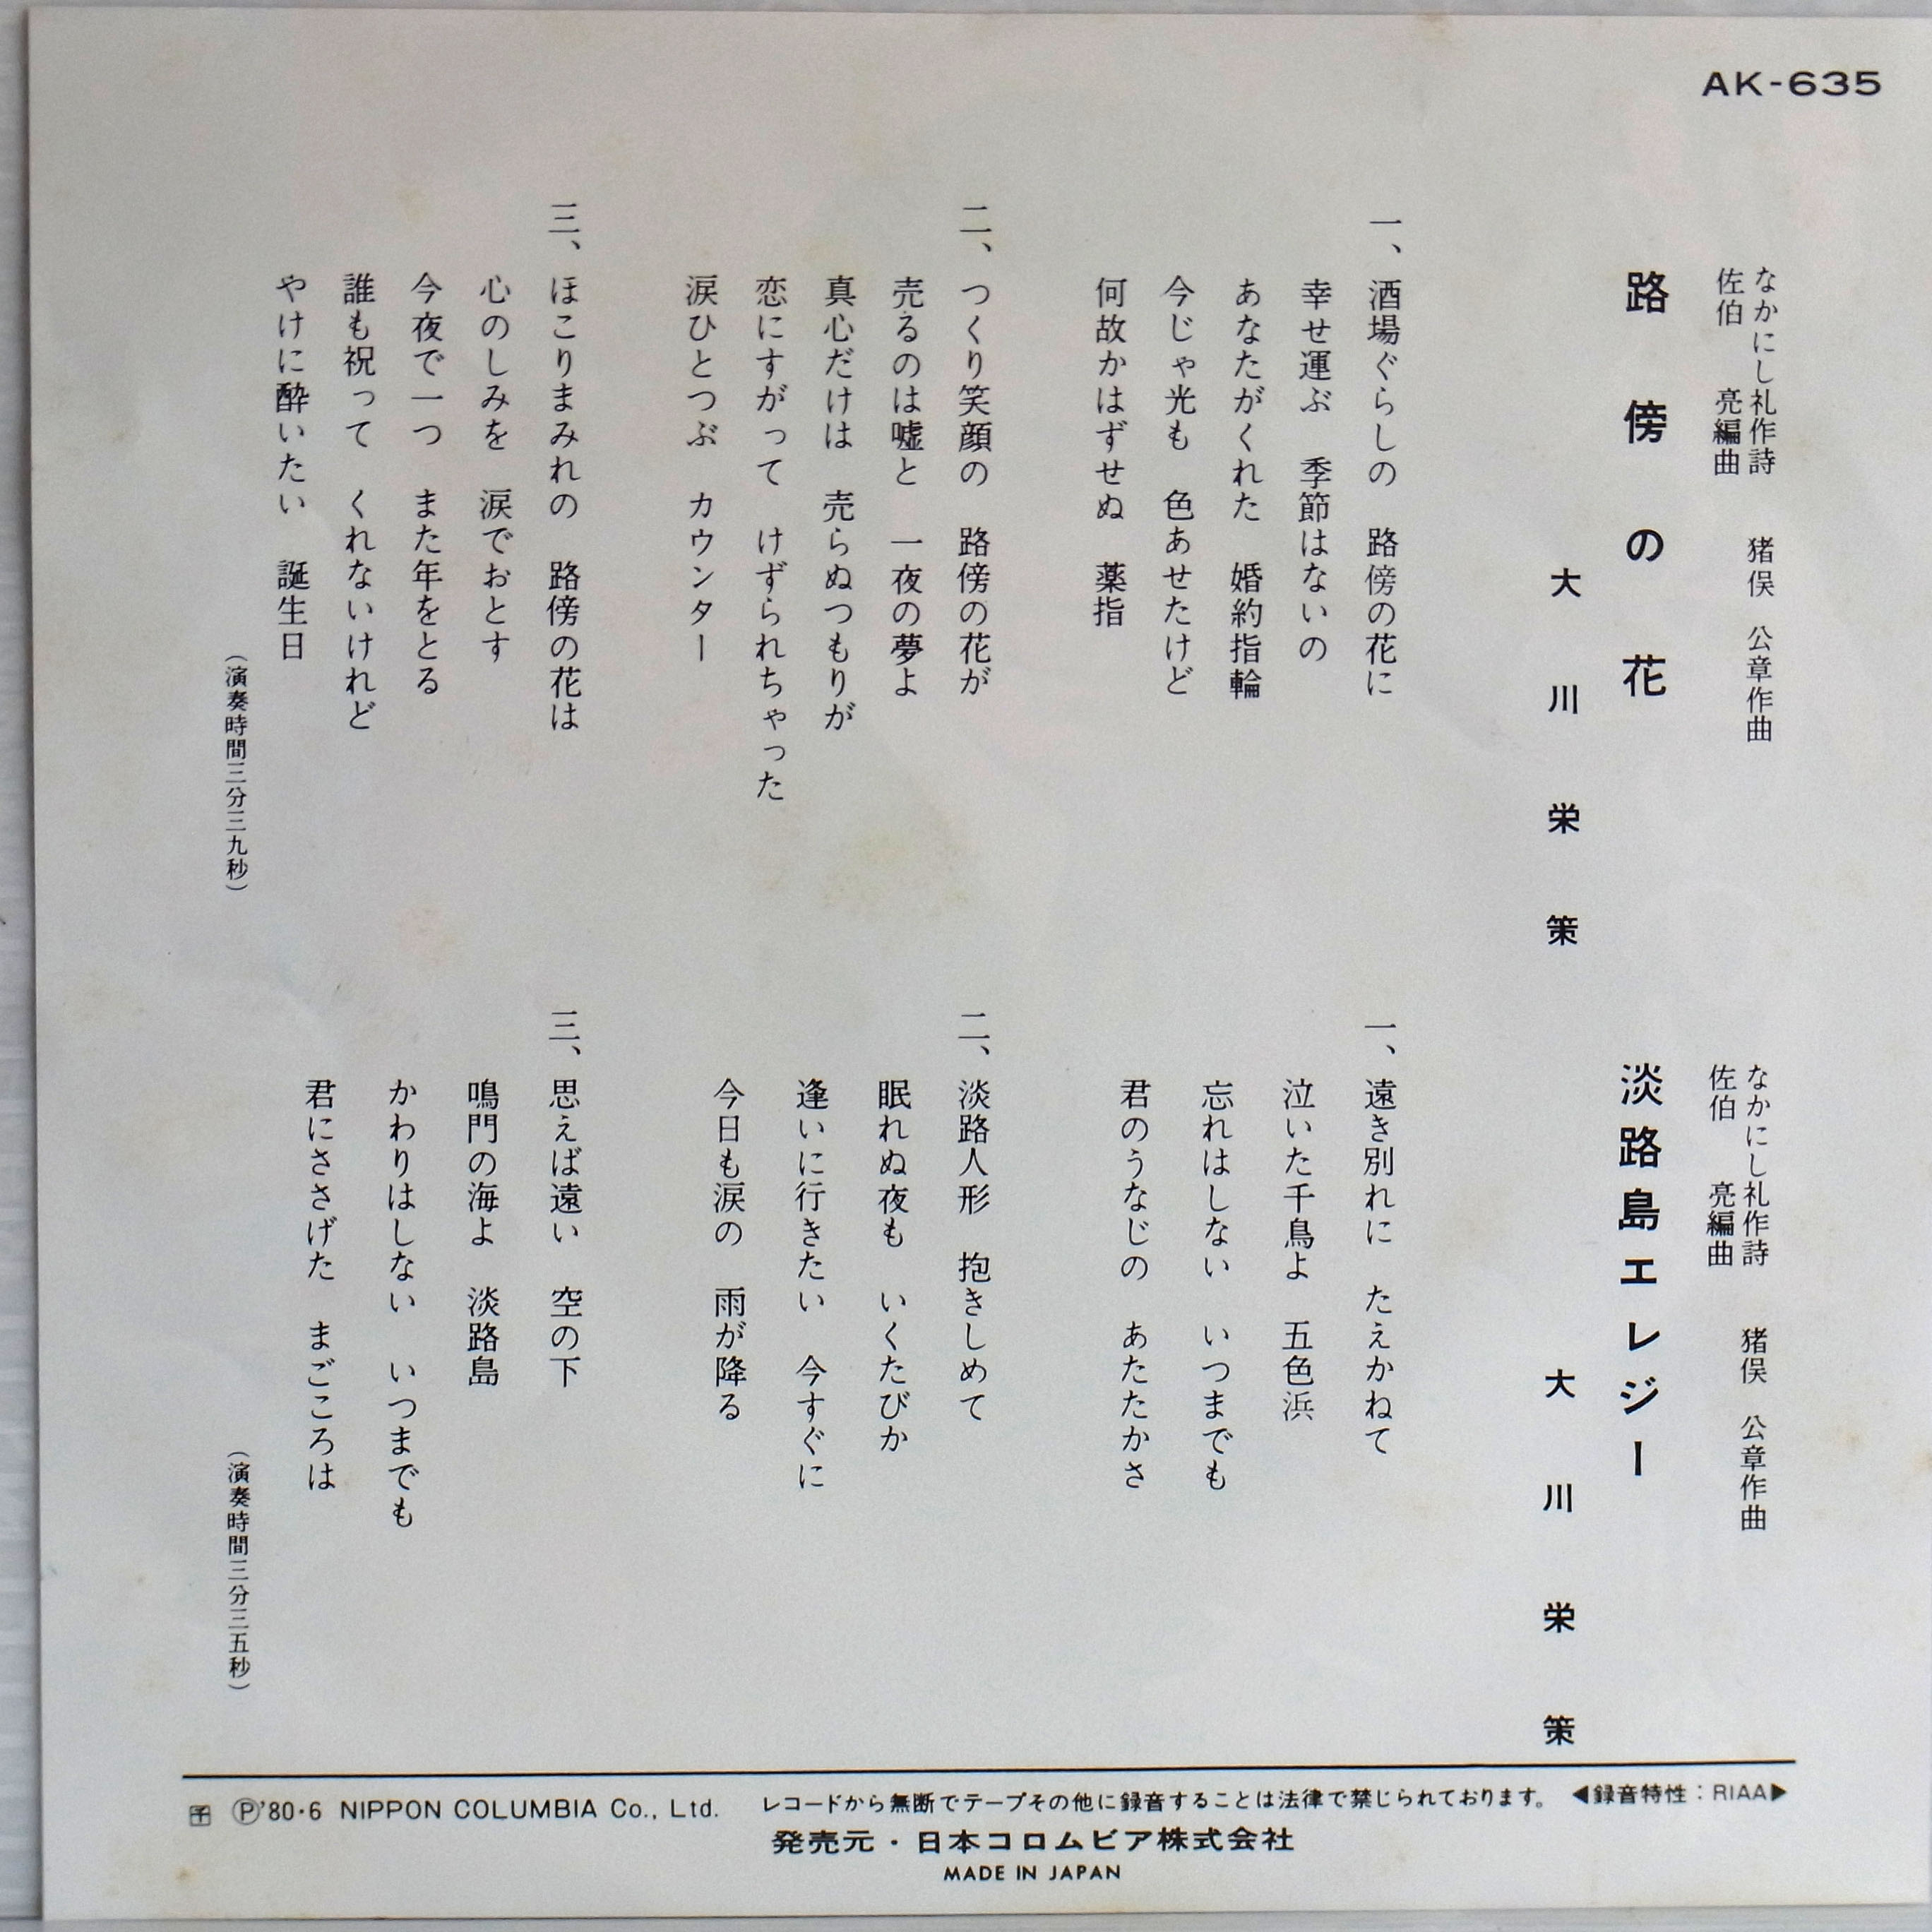 AK-635
なかにし礼作詩　猪俣　公章作曲
佐伯　亮編曲
路傍の花
大川栄策
一、酒場ぐらしの　路傍の花に
幸せ運ぶ　季節はないの
あなたがくれた　婚約指輪
今じゃ光も　色あせたけど
何故かはずせぬ　薬指
二、つくり笑顔の　路傍の花が
売るのは嘘と　一夜の夢よ
真心だけは　売らぬつもりが
恋にすがって　けずられちゃった
涙ひとつぶ　カウンター
三、ほこりまみれの　路傍の花は
心のしみを　涙でおとす
今夜で一つ　また年をとる
誰も祝って　くれないけれど
やけに酔いたい　誕生日
（演奏時間三分三九秒）
なかにし礼作詩　猪俣　公章作曲
佐伯　亮編曲
淡路島エレジー
大川栄策
一、遠き別れに　たえかねて
泣いた千鳥よ　五色浜
忘れはしない　いつまでも
君のうなじの　あたたかさ
二、淡路人形　抱きしめて
眠れぬ夜も　いくたびか
逢いに行きたい　今すぐに
今日も涙の　雨が降る
三、思えば遠い　空の下
鳴門の海よ　淡路島
かわりはしない　いつまでも
君にささげた　まごころは
（演奏時間三分三五秒）
Ⓟ'80・6 NIPPON COLUMBIA Co., Ltd.　レコードから無断でテープその他に録音することは法律で禁じられております。　◀録音特性：RIAA▶
発売元・日本コロムビア株式会社
MADE IN JAPAN